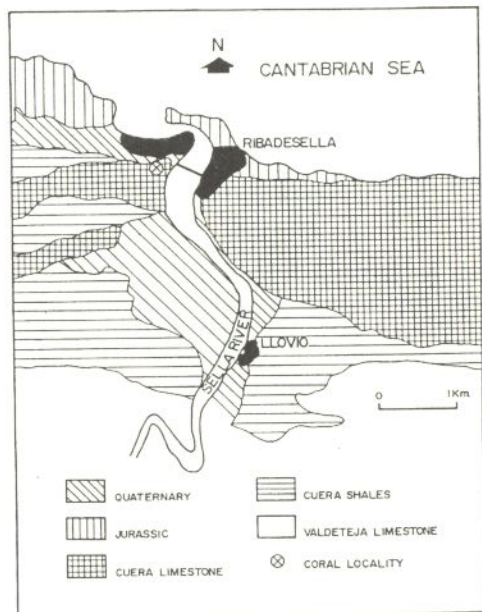 N
CANTABRIAN SEA
RIBADESELLA
SELLA RIVER
LLOVIO
0 1Km.
QUATERNARY
CUERA SHALES
JURASSIC
VALDETEJA LIMESTONE
CUERA LIMESTONE
CORAL LOCALITY